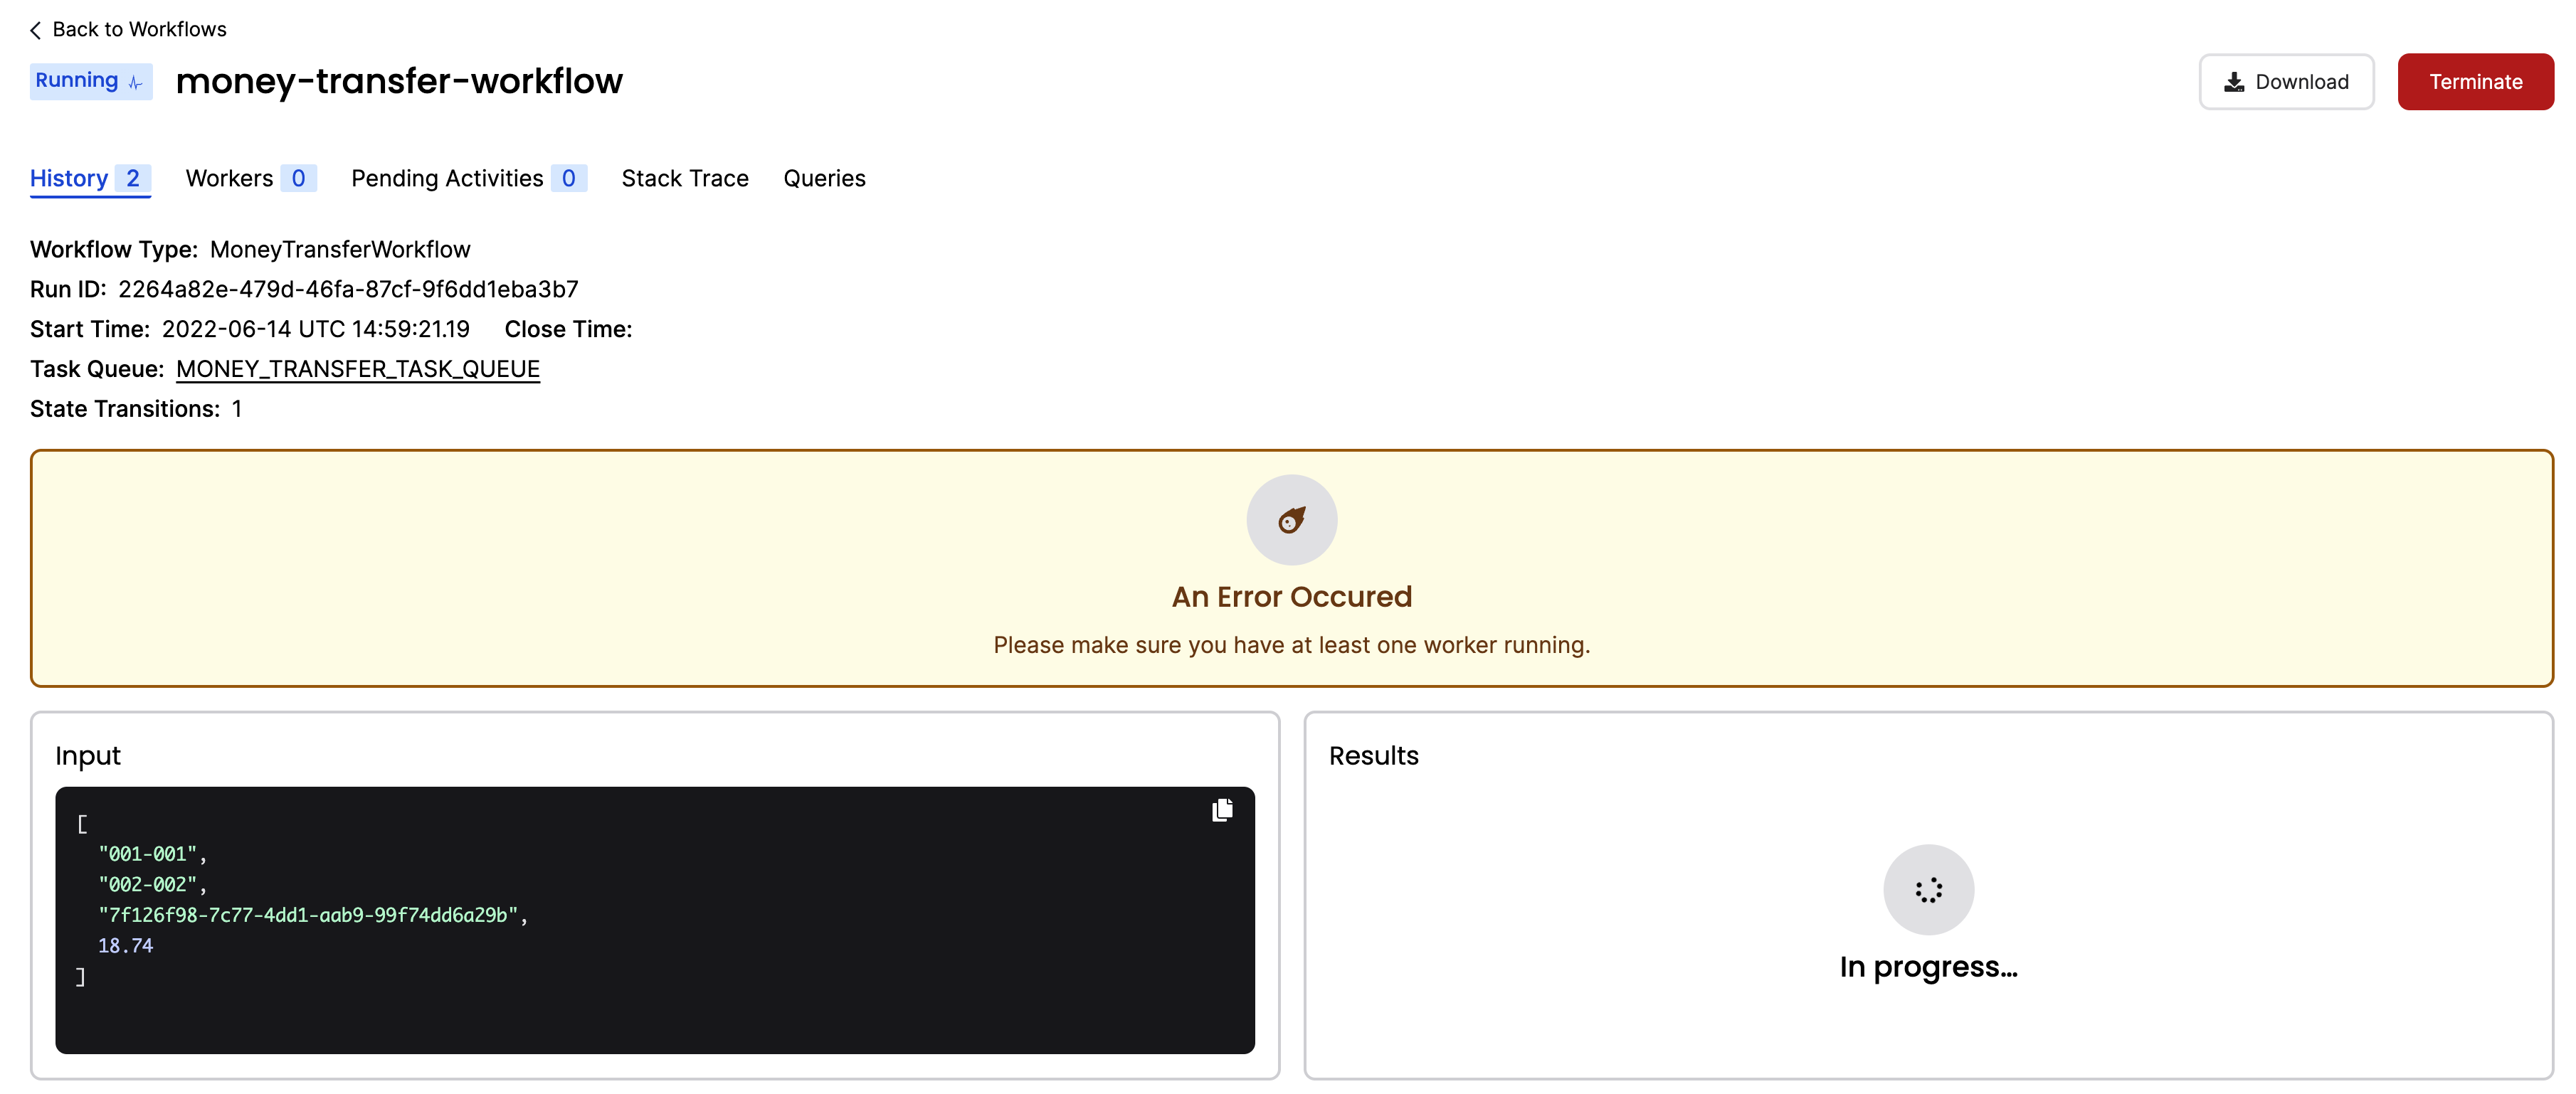 Back to Workflows
Running money-transfer-workflow
Download
Terminate
History 2 Workers 0 Pending Activities 0 Stack Trace Queries
Workflow Type: MoneyTransferWorkflow
Run ID: 2264a82e-479d-46fa-87cf-9f6dd1eba3b7
Start Time: 2022-06-14 UTC 14:59:21.19 Close Time:
Task Queue: MONEY_TRANSFER_TASK_QUEUE
State Transitions: 1
An Error Occured
Please make sure you have at least one worker running.
Input
[
"001-001",
"002-002",
"7f126f98-7c77-4dd1-aab9-99f74dd6a29b",
18.74
]
Results
In progress...